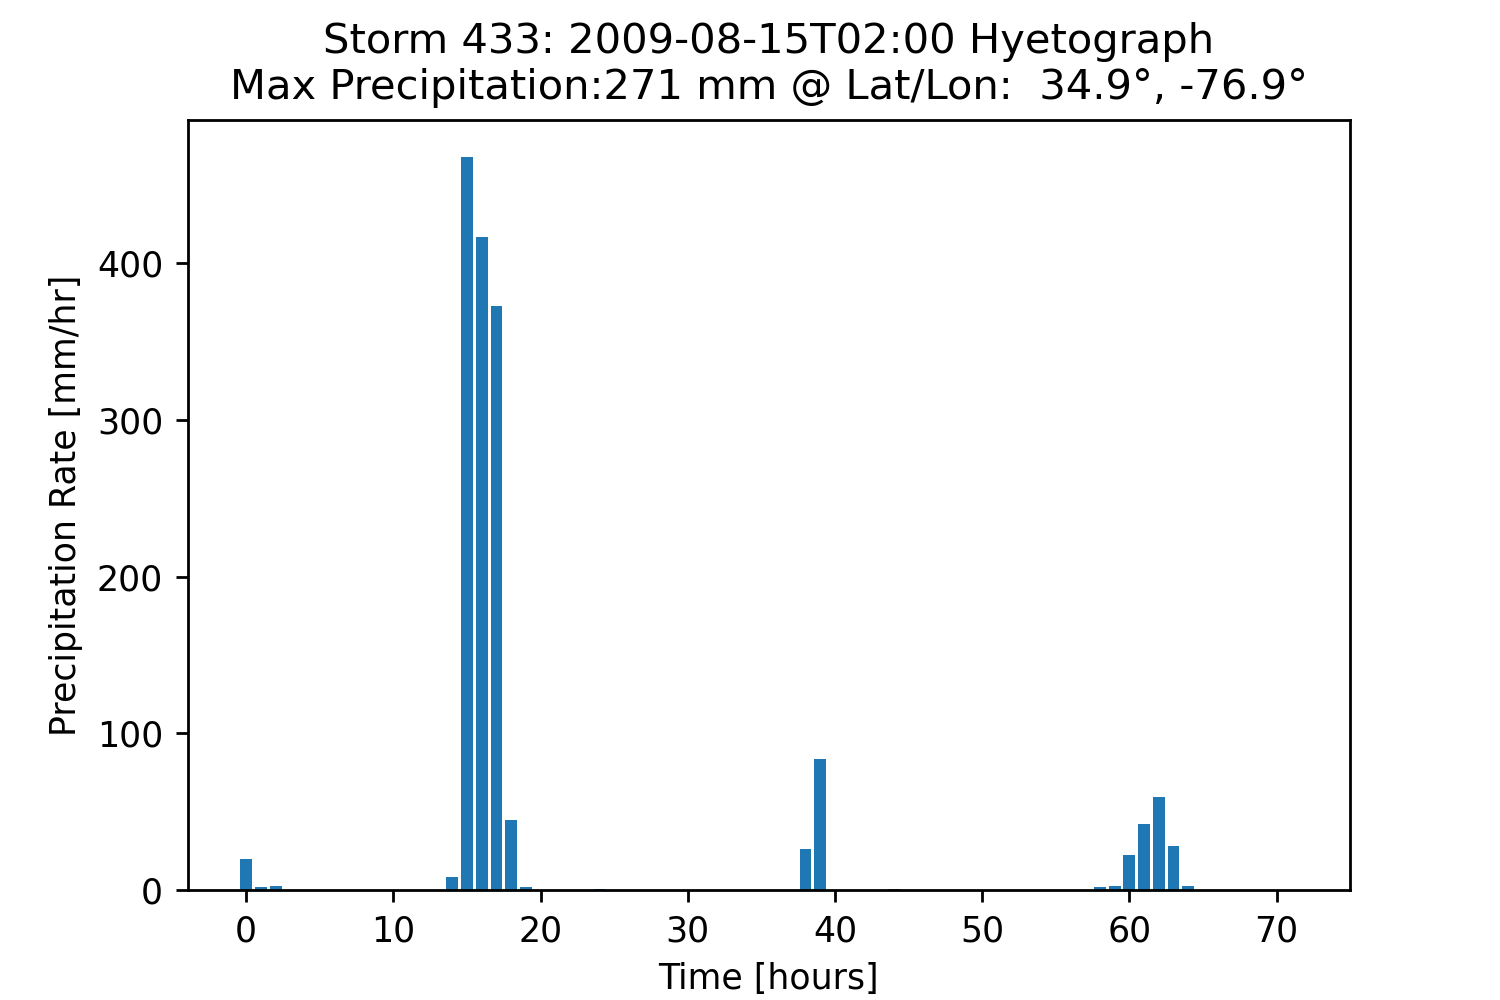 Storm 433: 2009-08-15T02:00 Hyetograph
Max Precipitation:271 mm @ Lat/Lon:  34.9°, -76.9°
Precipitation Rate [mm/hr]
400
300
200
100
0
0 10 20 30 40 50 60 70
Time [hours]